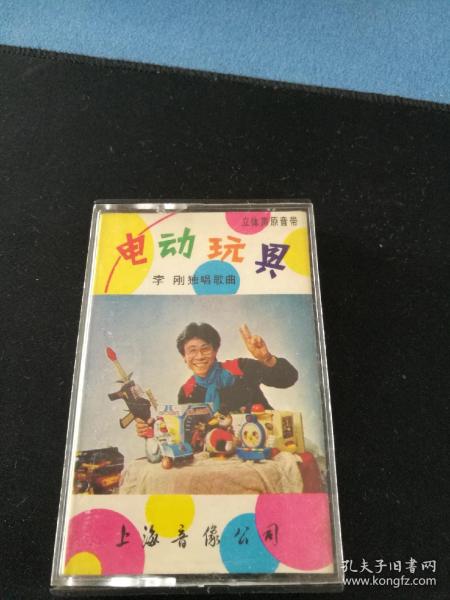 立体声原音带
电动玩具
李刚独唱歌曲
上海音像公司
孔夫子旧书网
book.kongfz.com